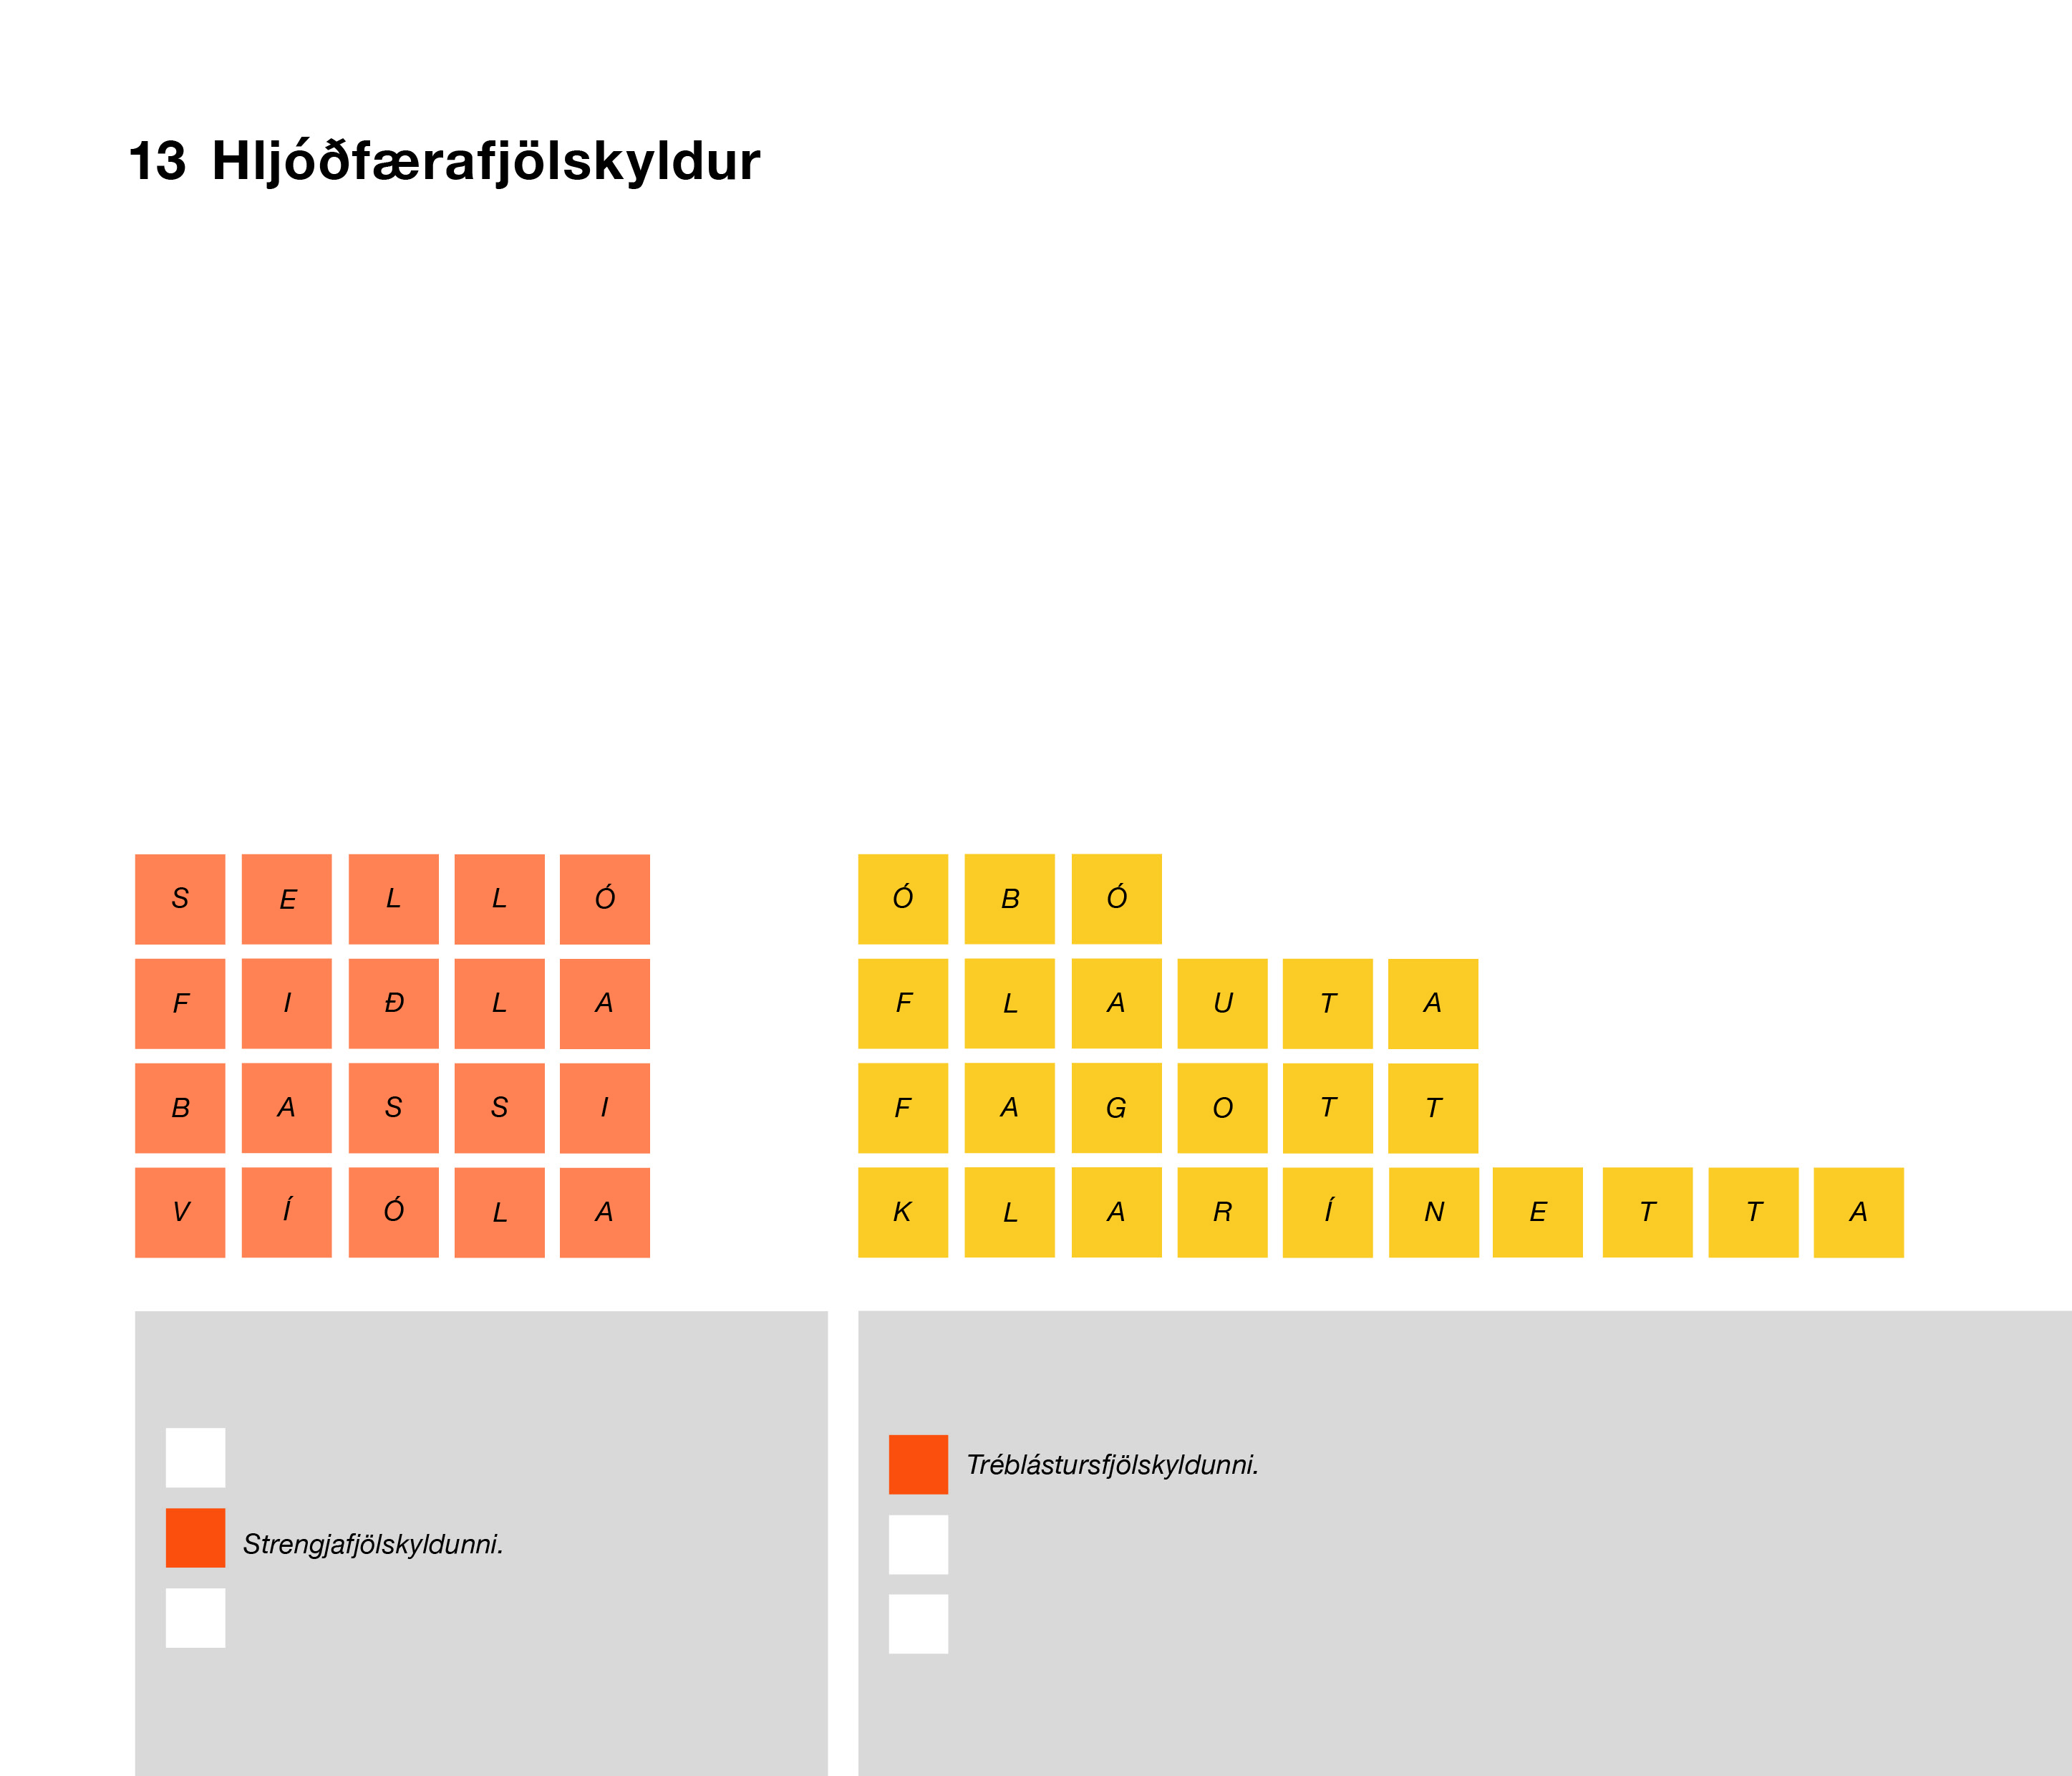 13 Hljóðfærafjölskyldur
S E L L Ó
F I Ð L A
B A S S I
V Í Ó L A
Ó B Ó
F L A U T A
F A G O T T
K L A R Í N E T T A
Strengjafjölskyldunni.
Tréblástursfjölskyldunni.